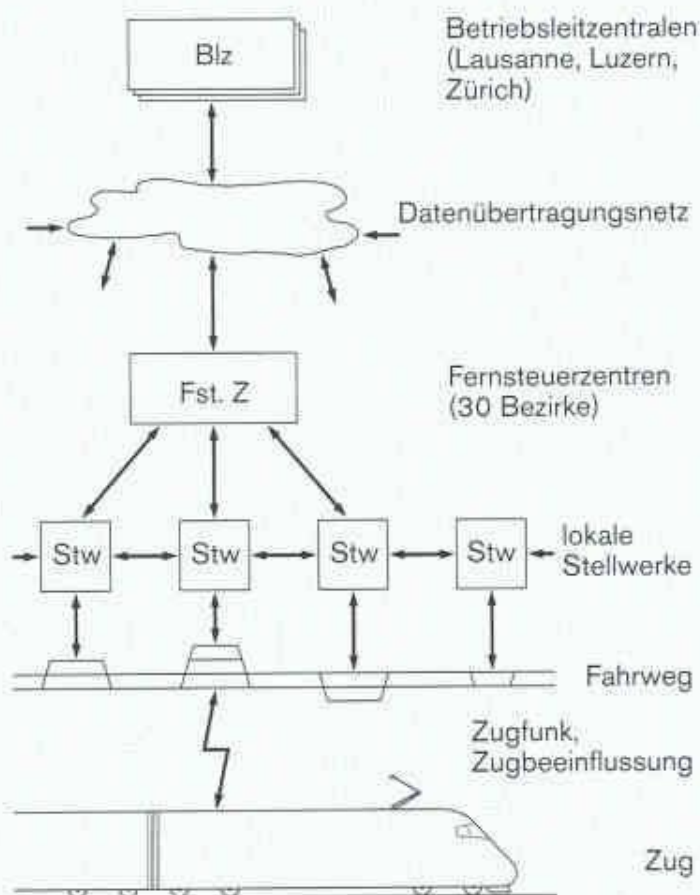 Blz
Betriebsleitzentralen
(Lausanne, Luzern,
Zürich)
Datenübertragungsnetz
Fst. Z
Fernsteuerzentren
(30 Bezirke)
Stw
Stw
Stw
Stw
lokale
Stellwerke
Fahrweg
Zugfunk,
Zugbeeinflussung
Zug